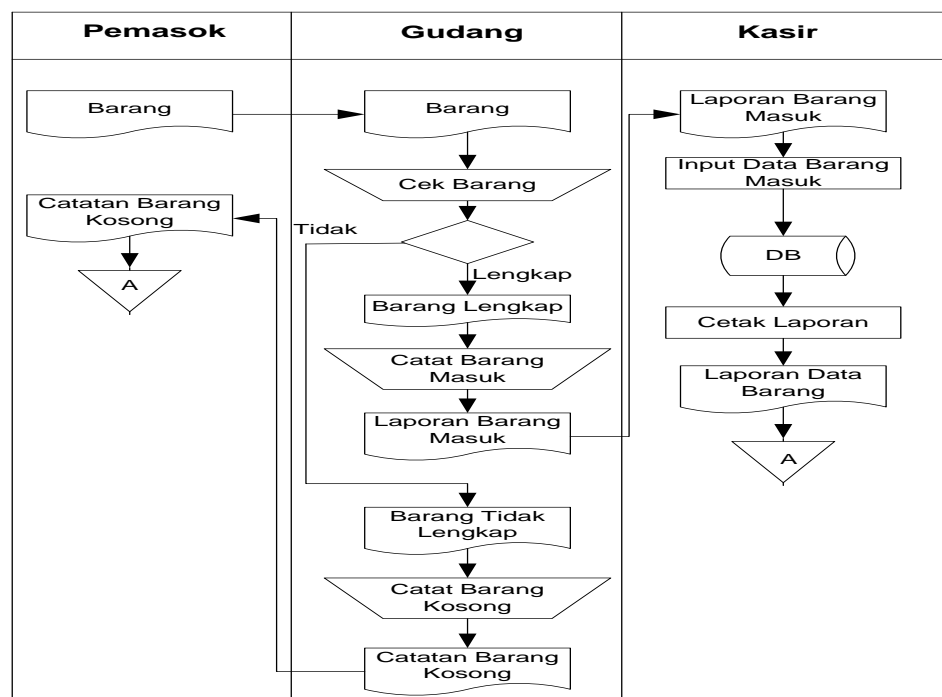 Pemasok
Gudang
Kasir
Barang
Catatan Barang
Kosong
A
Barang
Cek Barang
Tidak
Lengkap
Barang Lengkap
Catat Barang
Masuk
Laporan Barang
Masuk
Barang Tidak
Lengkap
Catat Barang
Kosong
Catatan Barang
Kosong
Laporan Barang
Masuk
Input Data Barang
Masuk
DB
Cetak Laporan
Laporan Data
Barang
A